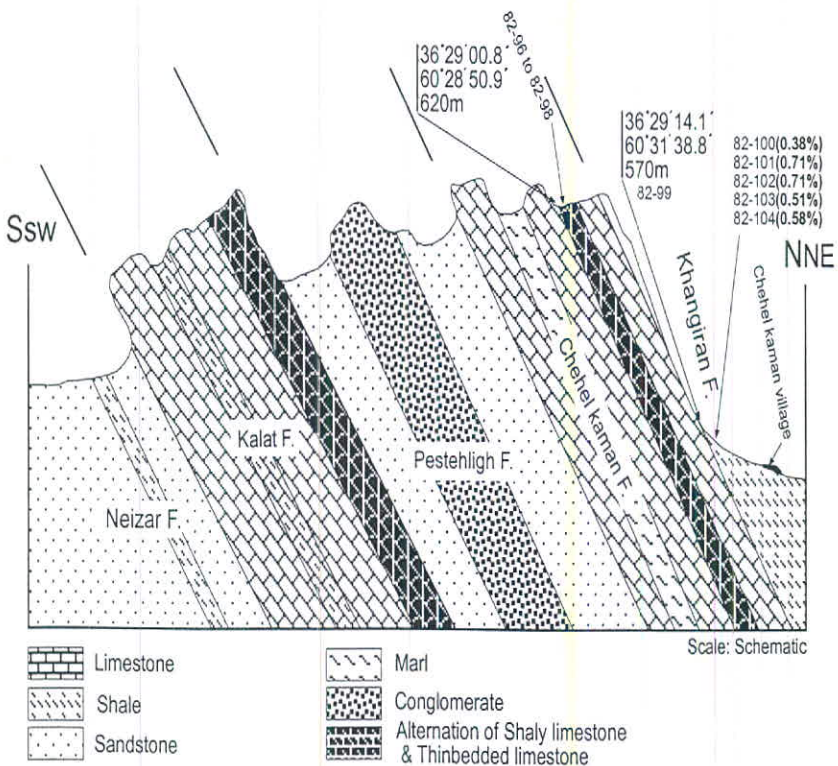 36°29′00.8″
60°28′50.9″
620m
82-96 to 82-98
36°29′14.1″
60°31′38.8″
570m
82-99
82-100(0.38%)
82-101(0.71%)
82-102(0.71%)
82-103(0.51%)
82-104(0.58%)
SSW
NNE
Neizar F.
Kalat F.
Pestehligh F.
Chehel kaman F.
Khangiran F.
Chehel kaman village
Scale: Schematic
Limestone
Shale
Sandstone
Marl
Conglomerate
Alternation of Shaly limestone
& Thinbedded limestone